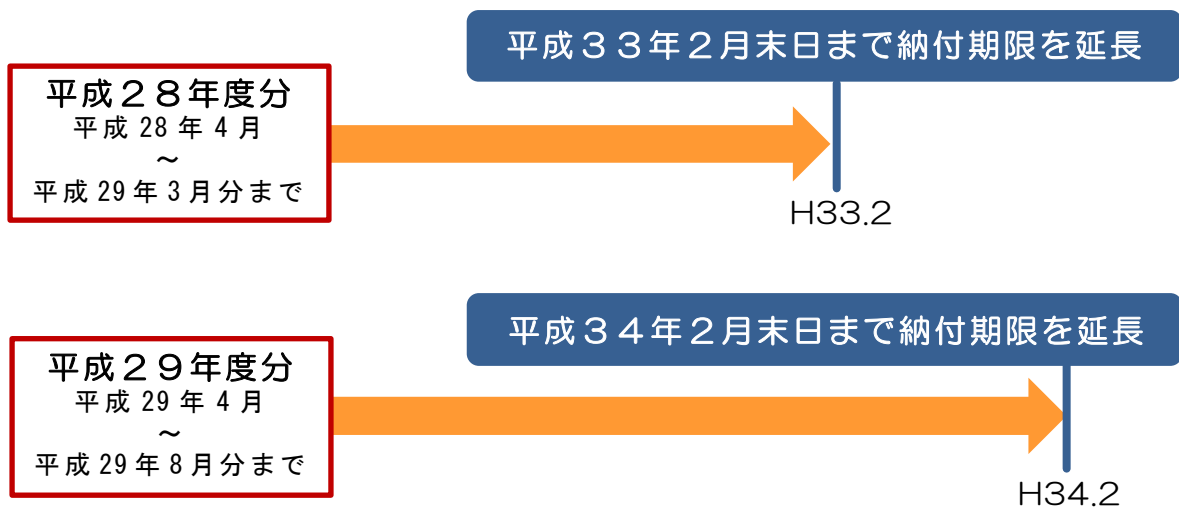 平成３３年２月末日まで納付期限を延長
平成２８年度分
平成 28 年 4 月
～
平成 29 年 3 月分まで
H33.2
平成３４年２月末日まで納付期限を延長
平成２９年度分
平成 29 年 4 月
～
平成 29 年 8 月分まで
H34.2